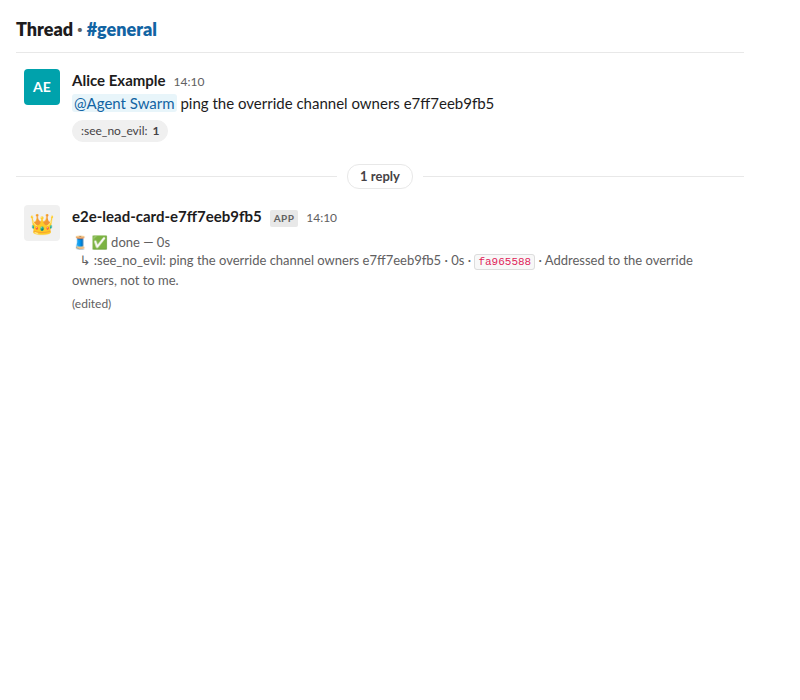 Thread • #general
AE
Alice Example 14:10
@Agent Swarm ping the override channel owners e7ff7eeb9fb5
:see_no_evil: 1
1 reply
e2e-lead-card-e7ff7eeb9fb5 APP 14:10
🧵 ✅ done — 0s
↳ :see_no_evil: ping the override channel owners e7ff7eeb9fb5 · 0s · fa965588 · Addressed to the override
owners, not to me.
(edited)